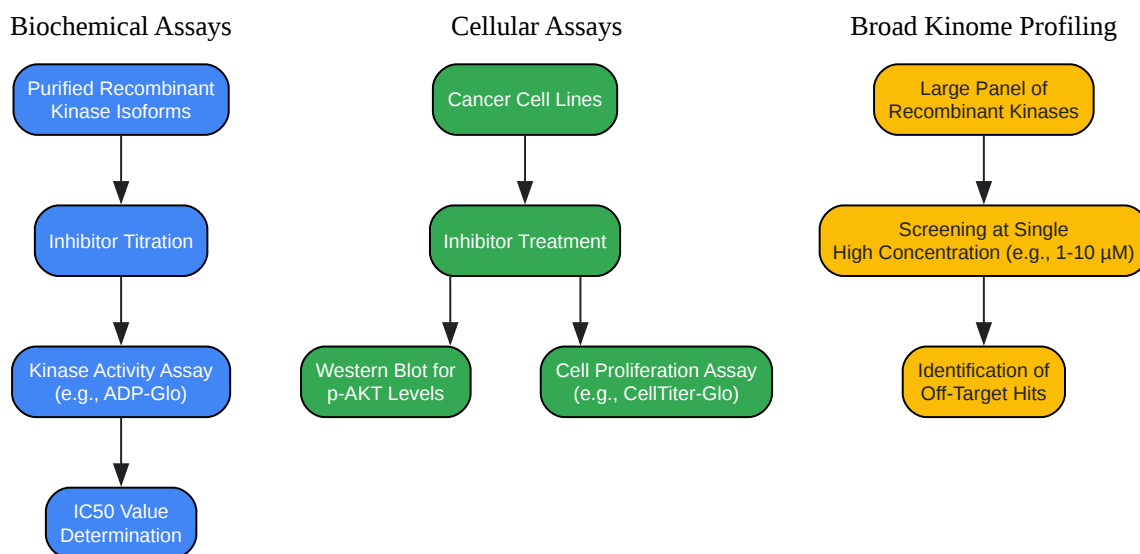 Biochemical Assays
Purified Recombinant
Kinase Isoforms
Inhibitor Titration
Kinase Activity Assay
(e.g., ADP-Glo)
IC50 Value
Determination
Cellular Assays
Cancer Cell Lines
Inhibitor Treatment
Western Blot for
p-AKT Levels
Cell Proliferation Assay
(e.g., CellTiter-Glo)
Broad Kinome Profiling
Large Panel of
Recombinant Kinases
Screening at Single
High Concentration (e.g., 1-10 µM)
Identification of
Off-Target Hits